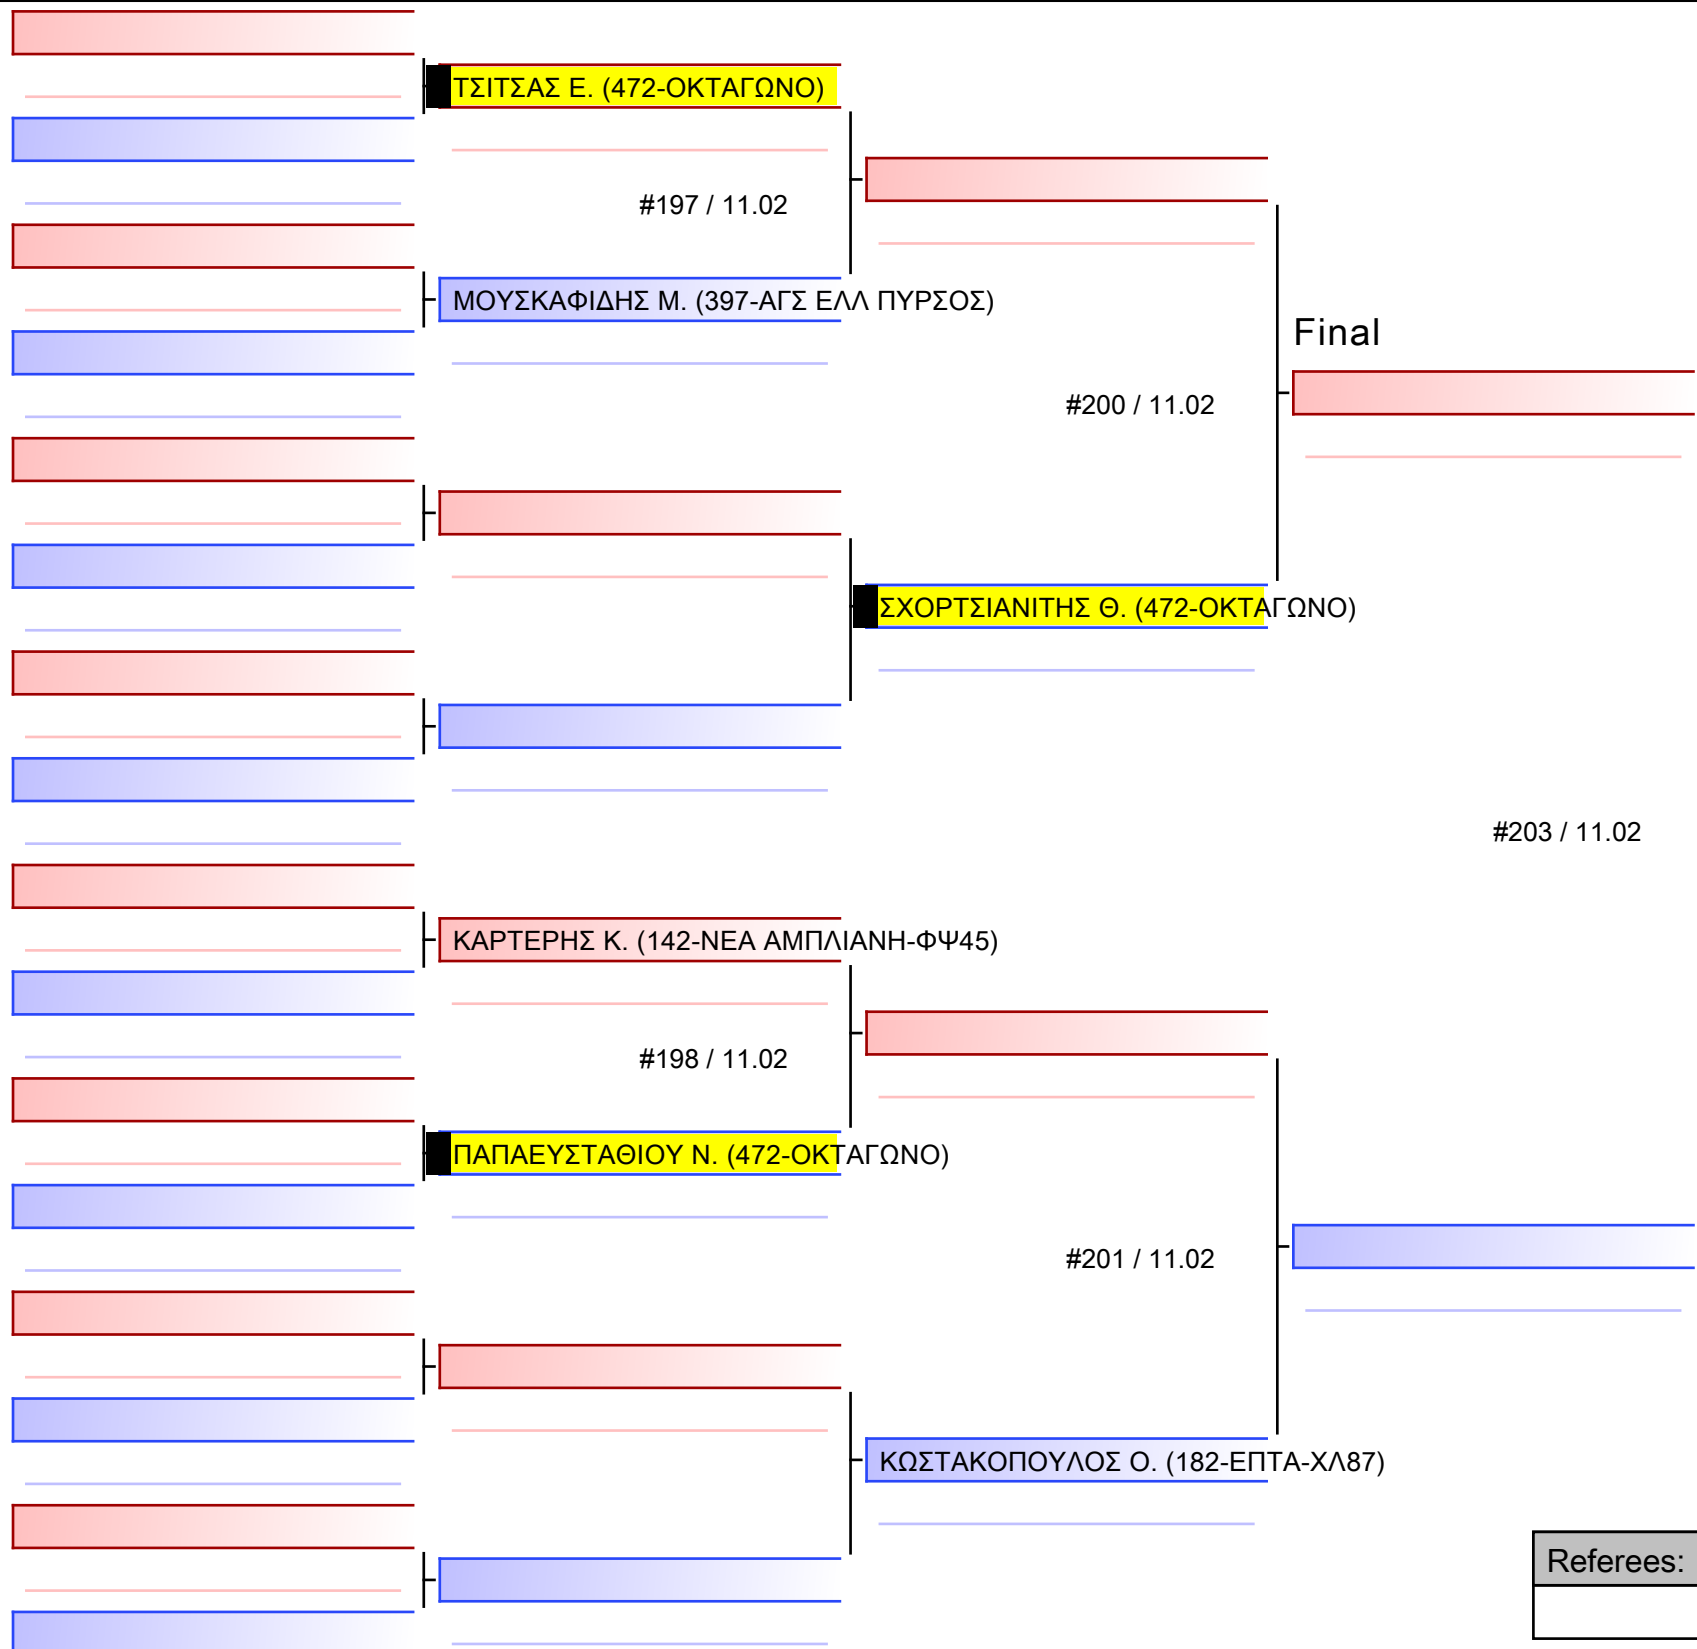 ΤΣΙΤΣΑΣ Ε. (472-ΟΚΤΑΓΩΝΟ)
#197 / 11.02
ΜΟΥΣΚΑΦΙΔΗΣ Μ. (397-ΑΓΣ ΕΛΛ ΠΥΡΣΟΣ)
Final
#200 / 11.02
ΣΧΟΡΤΣΙΑΝΙΤΗΣ Θ. (472-ΟΚΤΑΓΩΝΟ)
#203 / 11.02
ΚΑΡΤΕΡΗΣ Κ. (142-ΝΕΑ ΑΜΠΛΙΑΝΗ-ΦΨ45)
#198 / 11.02
ΠΑΠΑΕΥΣΤΑΘΙΟΥ Ν. (472-ΟΚΤΑΓΩΝΟ)
#201 / 11.02
ΚΩΣΤΑΚΟΠΟΥΛΟΣ Ο. (182-ΕΠΤΑ-ΧΛ87)
Referees: